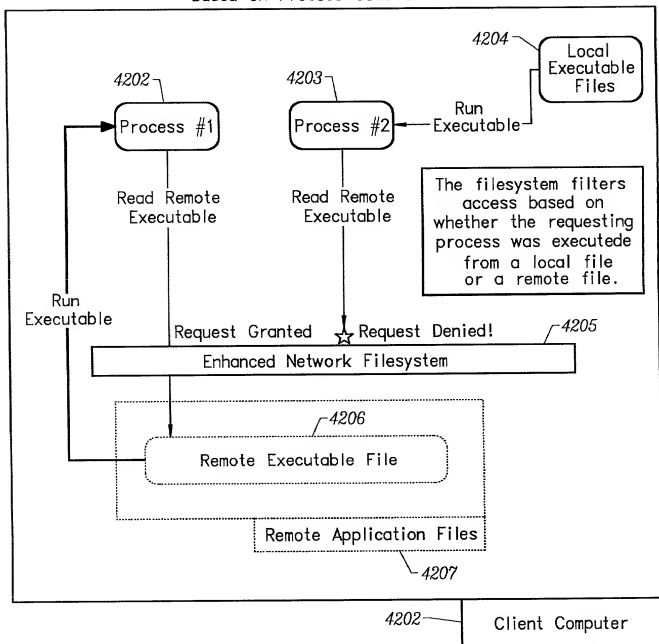 Based on Process
4204
Local
Executable
Files
4202
4203
Process #1
Process #2
Run
Executable
Read Remote
Executable
Read Remote
Executable
The filesystem filters
access based on
whether the requesting
process was executede
from a local file
or a remote file.
Run
Executable
Request Granted
Request Denied!
4205
Enhanced Network Filesystem
4206
Remote Executable File
Remote Application Files
4207
4202
Client Computer